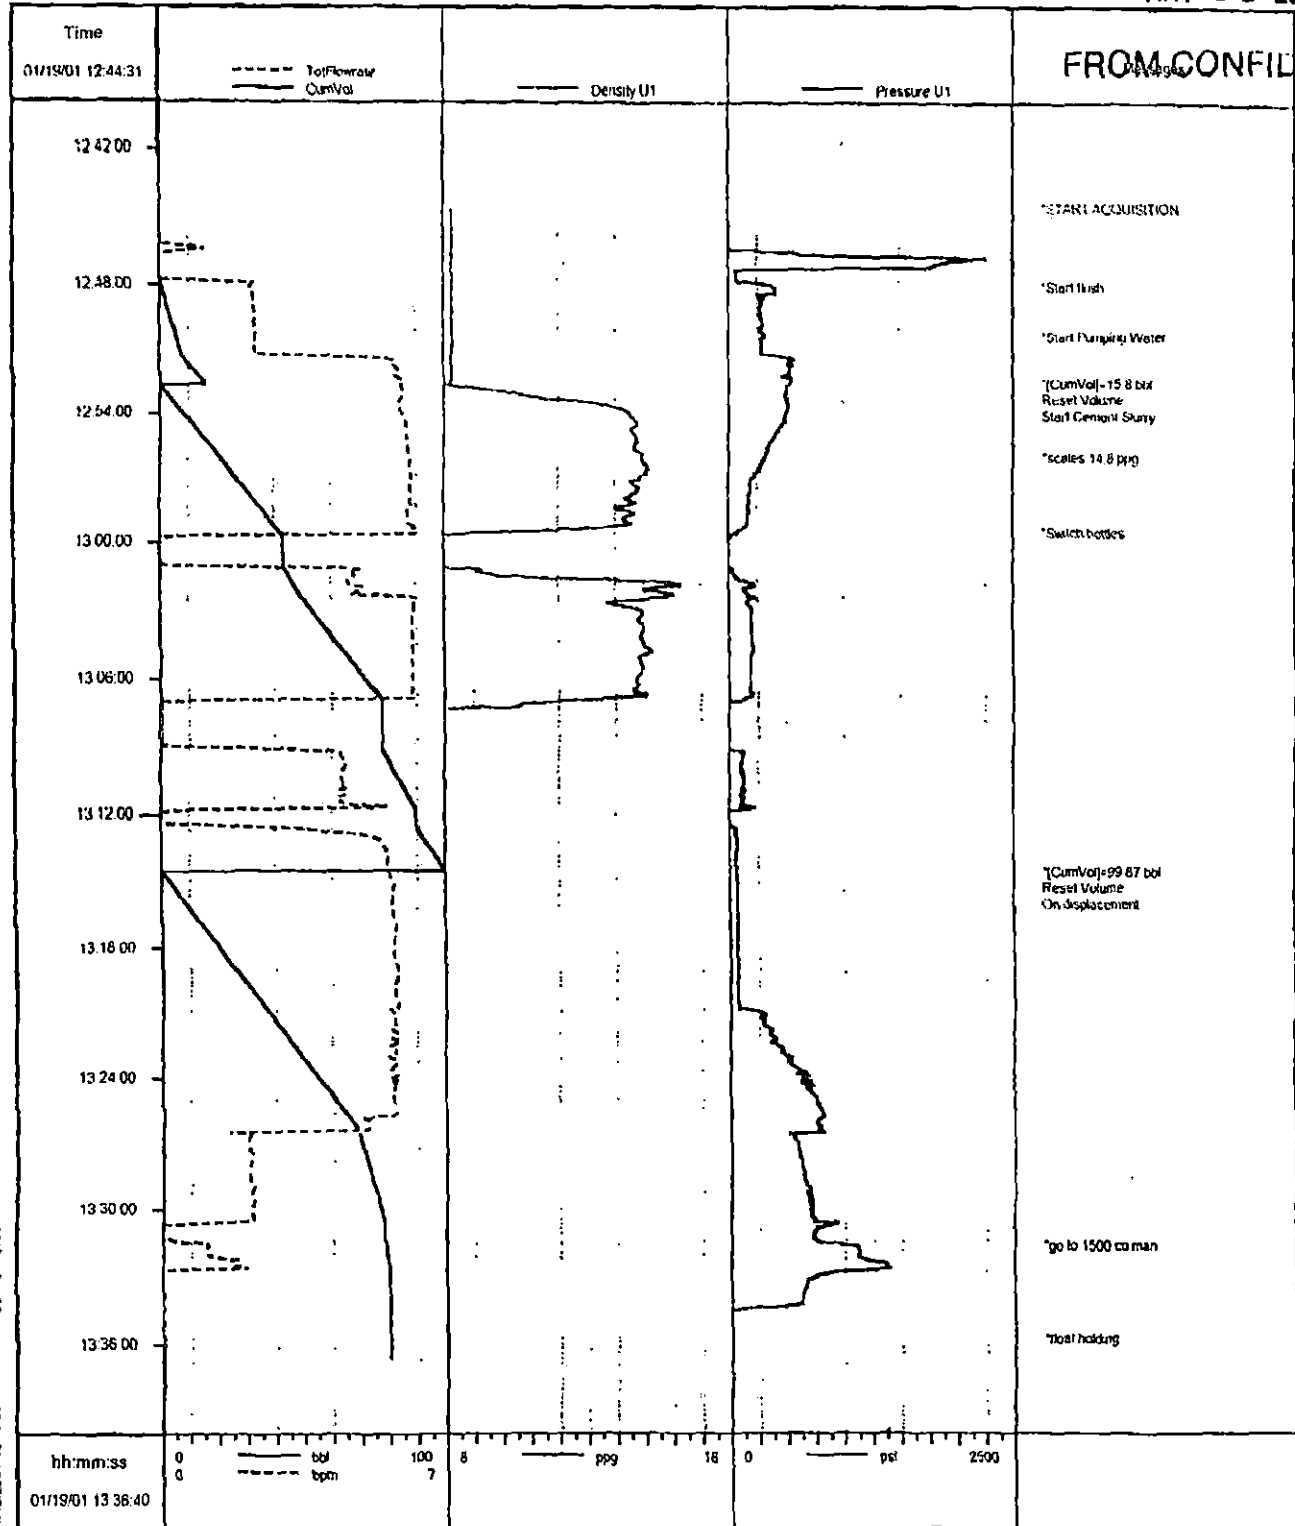 Time
01/19/01 12:44:31
TotFlowrate
CumVol
Density U1
Pressure U1
FROM CONFID
Messages
12:42:00
*START ACQUISITION
12:48:00
*Start flush
*Start Pumping Water
*[CumVol]=15.8 bbl
Reset Volume
12:54:00
Start Cement Slurry
*scales 14.8 ppg
13:00:00
*Switch bottles
13:06:00
13:12:00
*[CumVol]=99.87 bbl
Reset Volume
On displacement
13:18:00
13:24:00
13:30:00
*go to 1500 co man
13:36:00
*float holding
hh:mm:ss
0 bbl 100
0 bpm 7
8 ppg 18
0 psi 2500
01/19/01 13:36:40